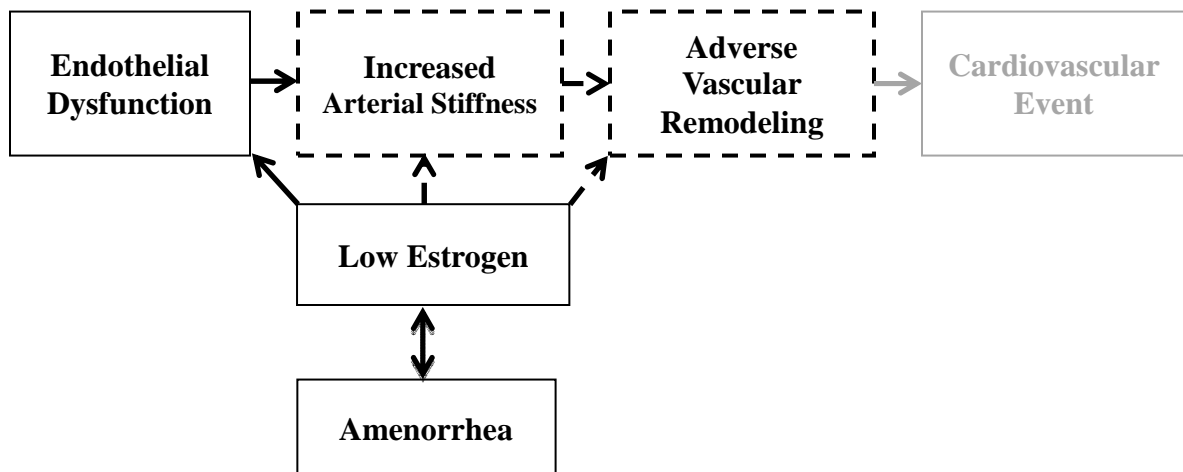 Endothelial
Dysfunction
Increased
Arterial Stiffness
Adverse
Vascular
Remodeling
Cardiovascular
Event
Low Estrogen
Amenorrhea